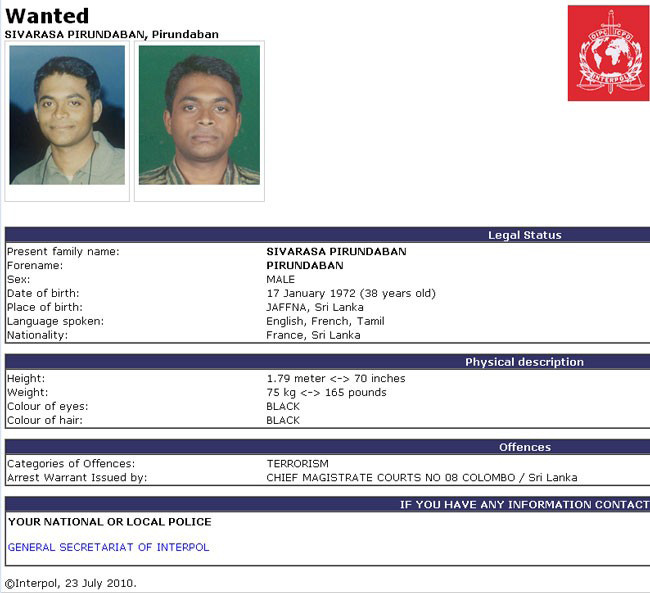 Wanted
SIVARASA PIRUNDABAN, Pirundaban
OIPC ICPO
INTERPOL
Legal Status
Present family name: SIVARASA PIRUNDABAN
Forename: PIRUNDABAN
Sex: MALE
Date of birth: 17 January 1972 (38 years old)
Place of birth: JAFFNA, Sri Lanka
Language spoken: English, French, Tamil
Nationality: France, Sri Lanka
Physical description
Height: 1.79 meter <-> 70 inches
Weight: 75 kg <-> 165 pounds
Colour of eyes: BLACK
Colour of hair: BLACK
Offences
Categories of Offences: TERRORISM
Arrest Warrant Issued by: CHIEF MAGISTRATE COURTS NO 08 COLOMBO / Sri Lanka
IF YOU HAVE ANY INFORMATION CONTACT
YOUR NATIONAL OR LOCAL POLICE
GENERAL SECRETARIAT OF INTERPOL
©Interpol, 23 July 2010.